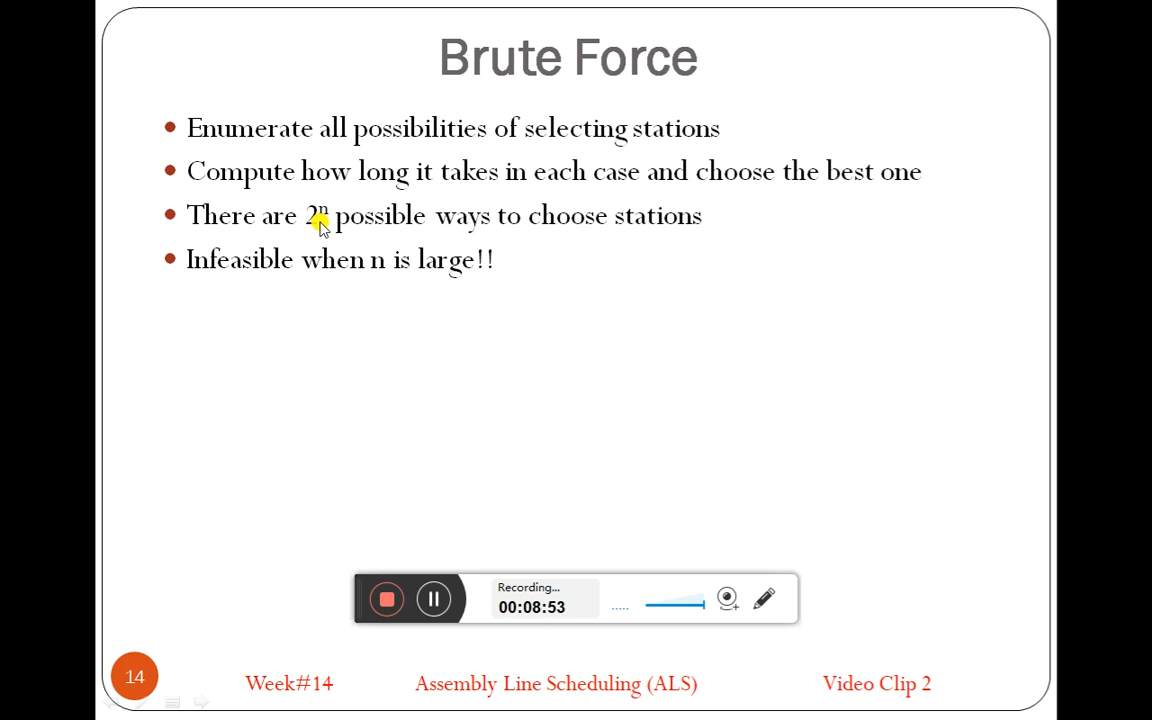 Brute Force
Enumerate all possibilities of selecting stations
Compute how long it takes in each case and choose the best one
There are 2ⁿ possible ways to choose stations
Infeasible when n is large!!
Recording...
00:08:53
14
Week#14
Assembly Line Scheduling (ALS)
Video Clip 2